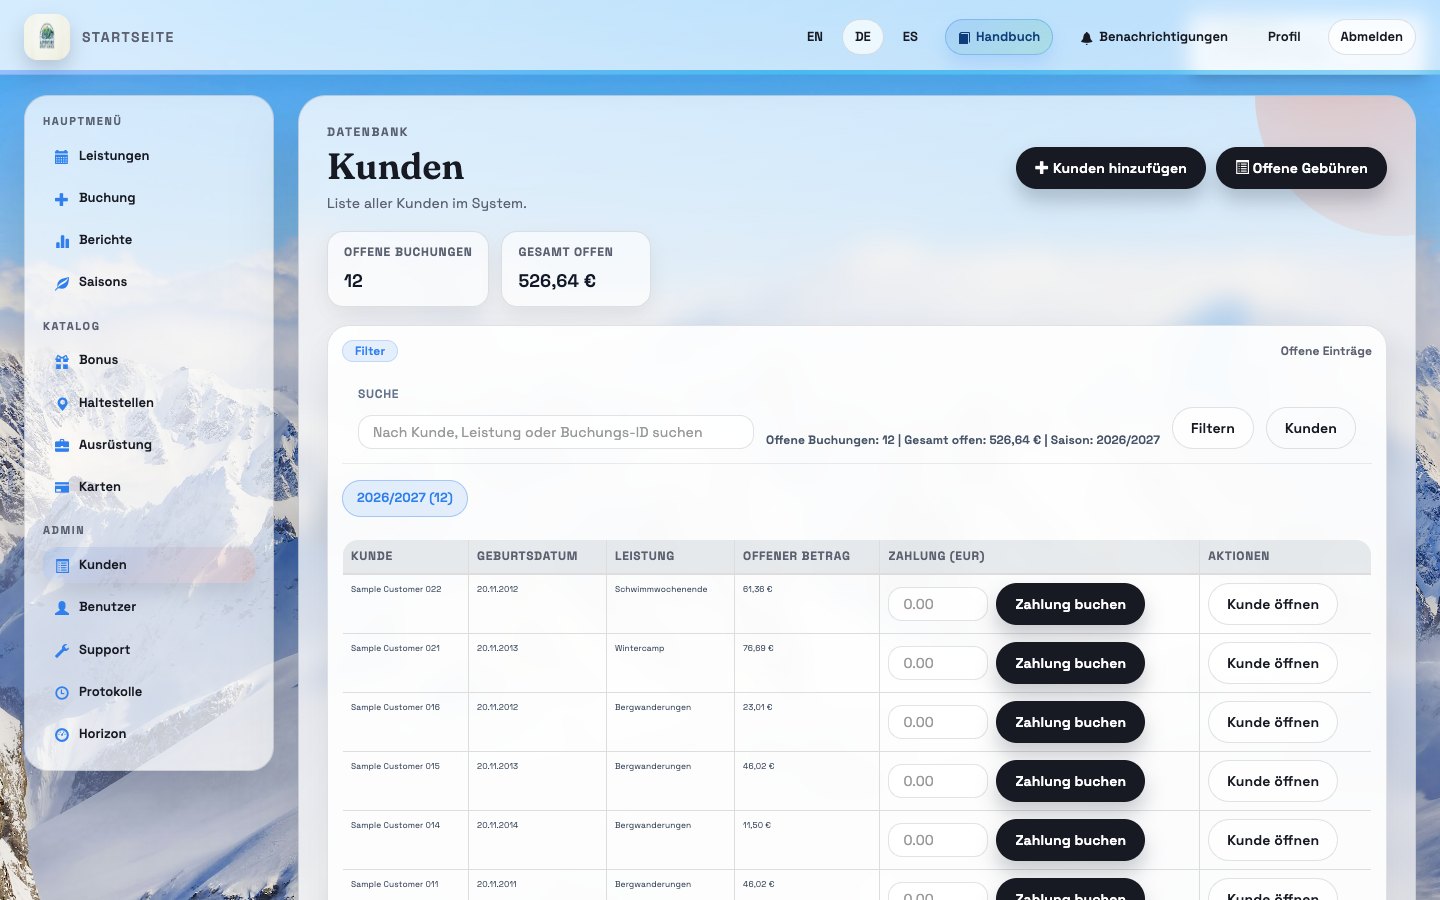 STARTSEITE
EN DE ES Handbuch Benachrichtigungen Profil Abmelden
HAUPTMENÜ
Leistungen
Buchung
Berichte
Saisons
KATALOG
Bonus
Haltestellen
Ausrüstung
Karten
ADMIN
Kunden
Benutzer
Support
Protokolle
Horizon
DATENBANK
Kunden
Liste aller Kunden im System.
Kunden hinzufügen Offene Gebühren
OFFENE BUCHUNGEN
12
GESAMT OFFEN
526,64 €
Filter Offene Einträge
SUCHE
Nach Kunde, Leistung oder Buchungs-ID suchen
Offene Buchungen: 12 | Gesamt offen: 526,64 € | Saison: 2026/2027
Filtern Kunden
2026/2027 (12)
KUNDE GEBURTSDATUM LEISTUNG OFFENER BETRAG ZAHLUNG (EUR) AKTIONEN
Sample Customer 022 20.11.2012 Schwimmwochenende 61,36 € 0.00 Zahlung buchen Kunde öffnen
Sample Customer 021 20.11.2013 Wintercamp 76,69 € 0.00 Zahlung buchen Kunde öffnen
Sample Customer 016 20.11.2012 Bergwanderungen 23,01 € 0.00 Zahlung buchen Kunde öffnen
Sample Customer 015 20.11.2013 Bergwanderungen 46,02 € 0.00 Zahlung buchen Kunde öffnen
Sample Customer 014 20.11.2014 Bergwanderungen 11,50 € 0.00 Zahlung buchen Kunde öffnen
Sample Customer 011 20.11.2011 Bergwanderungen 46,02 € 0.00 Zahlung buchen Kunde öffnen